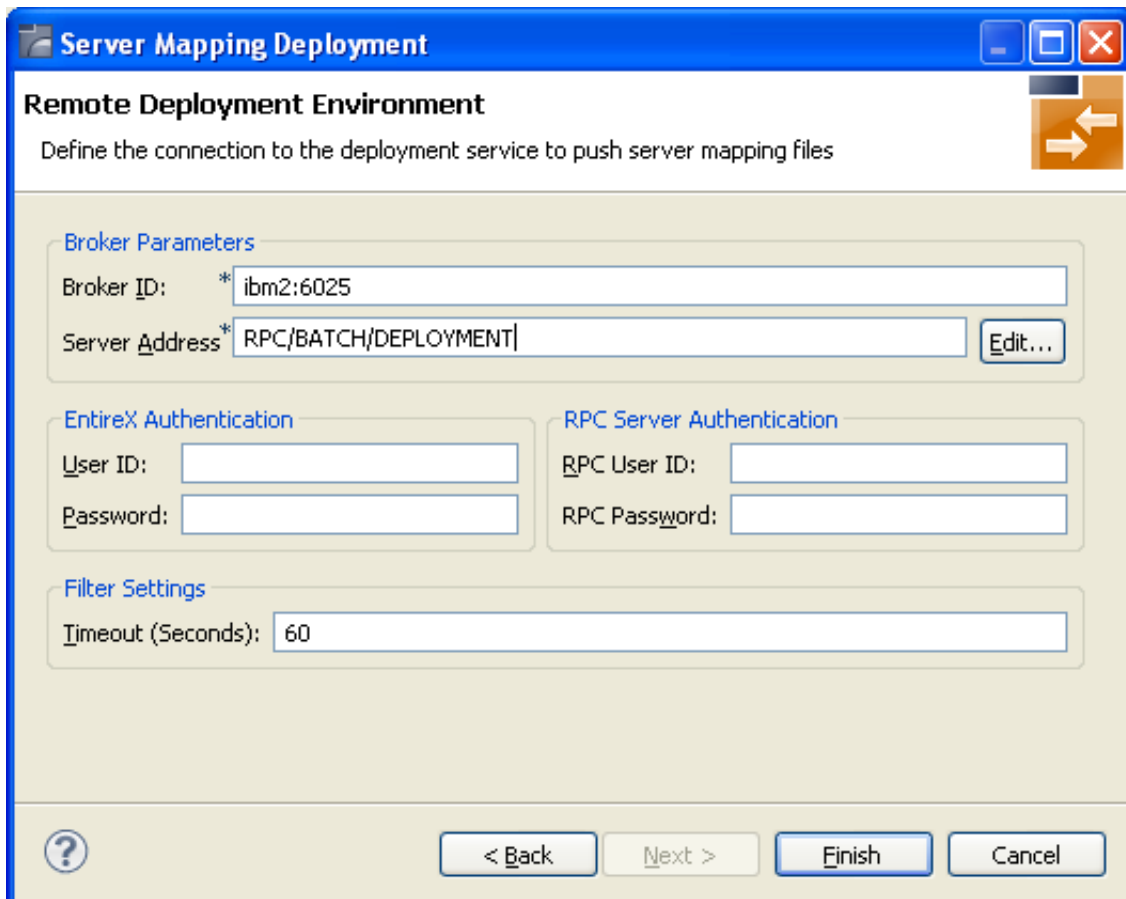 Server Mapping Deployment
Remote Deployment Environment
Define the connection to the deployment service to push server mapping files
Broker Parameters
Broker ID: * ibm2:6025
Server Address* RPC/BATCH/DEPLOYMENT Edit...
EntireX Authentication RPC Server Authentication
User ID: RPC User ID:
Password: RPC Password:
Filter Settings
Timeout (Seconds): 60
? < Back Next > Finish Cancel